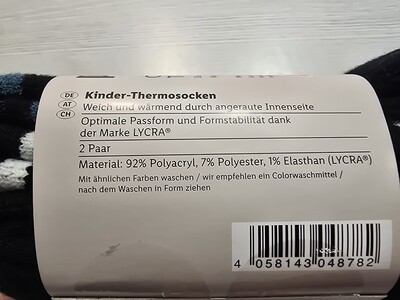 DE Kinder-Thermosocken
AT Weich und wärmend durch angeraute Innenseite
CH Optimale Passform und Formstabilität dank
der Marke LYCRA®
2 Paar
Material: 92% Polyacryl, 7% Polyester, 1% Elasthan (LYCRA®)
Mit ähnlichen Farben waschen / wir empfehlen ein Colorwaschmittel /
nach dem Waschen in Form ziehen
4 058143 048782